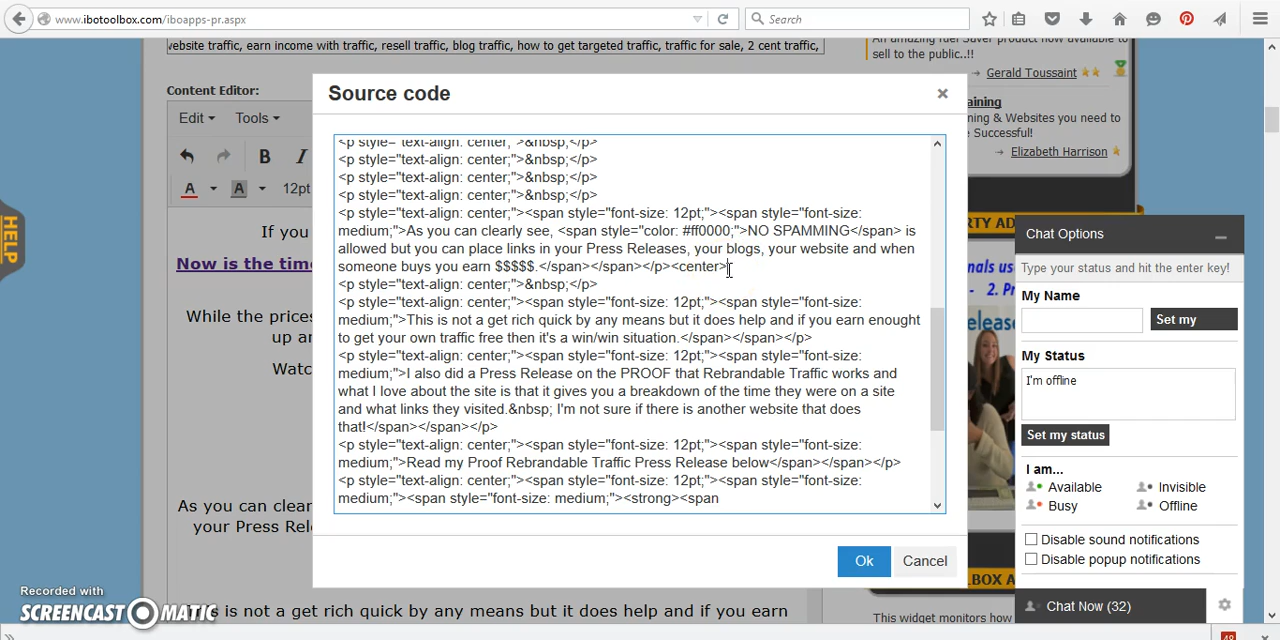 www.ibotoolbox.com/iboapps-pr.aspx
Search
website traffic, earn income with traffic, resell traffic, blog traffic, how to get targeted traffic, traffic for sale, 2 cent traffic,
An amazing fuel Saver product now available to
sell to the public..!!
→ Gerald Toussaint
Content Editor:
Edit
Tools
B I
A A 12pt
HELP
If you
Now is the time
While the prices
up ar
Watc
As you can clear
your Press Rel
This is not a get rich quick by any means but it does help and if you earn
Source code
×
<p style="text-align: center;">&nbsp;</p>
<p style="text-align: center;">&nbsp;</p>
<p style="text-align: center;">&nbsp;</p>
<p style="text-align: center;">&nbsp;</p>
<p style="text-align: center;"><span style="font-size: 12pt;"><span style="font-size:
medium;">As you can clearly see, <span style="color: #ff0000;">NO SPAMMING</span> is
allowed but you can place links in your Press Releases, your blogs, your website and when
someone buys you earn $$$$$.</span></span></p><center>
<p style="text-align: center;">&nbsp;</p>
<p style="text-align: center;"><span style="font-size: 12pt;"><span style="font-size:
medium;">This is not a get rich quick by any means but it does help and if you earn enought
to get your own traffic free then it's a win/win situation.</span></span></p>
<p style="text-align: center;"><span style="font-size: 12pt;"><span style="font-size:
medium;">I also did a Press Release on the PROOF that Rebrandable Traffic works and
what I love about the site is that it gives you a breakdown of the time they were on a site
and what links they visited.&nbsp; I'm not sure if there is another website that does
that!</span></span></p>
<p style="text-align: center;"><span style="font-size: 12pt;"><span style="font-size:
medium;">Read my Proof Rebrandable Traffic Press Release below</span></span></p>
<p style="text-align: center;"><span style="font-size: 12pt;"><span style="font-size:
medium;"><span style="font-size: medium;"><strong><span
Ok
Cancel
aining
ning & Websites you need to
e Successful!
→ Elizabeth Harrison
RTY AD
Chat Options
Type your status and hit the enter key!
My Name
Set my
My Status
I'm offline
Set my status
I am...
Available
Invisible
Busy
Offline
Disable sound notifications
Disable popup notifications
Chat Now (32)
LBOX A
This widget monitors how
Recorded with
SCREENCAST O MATIC
48